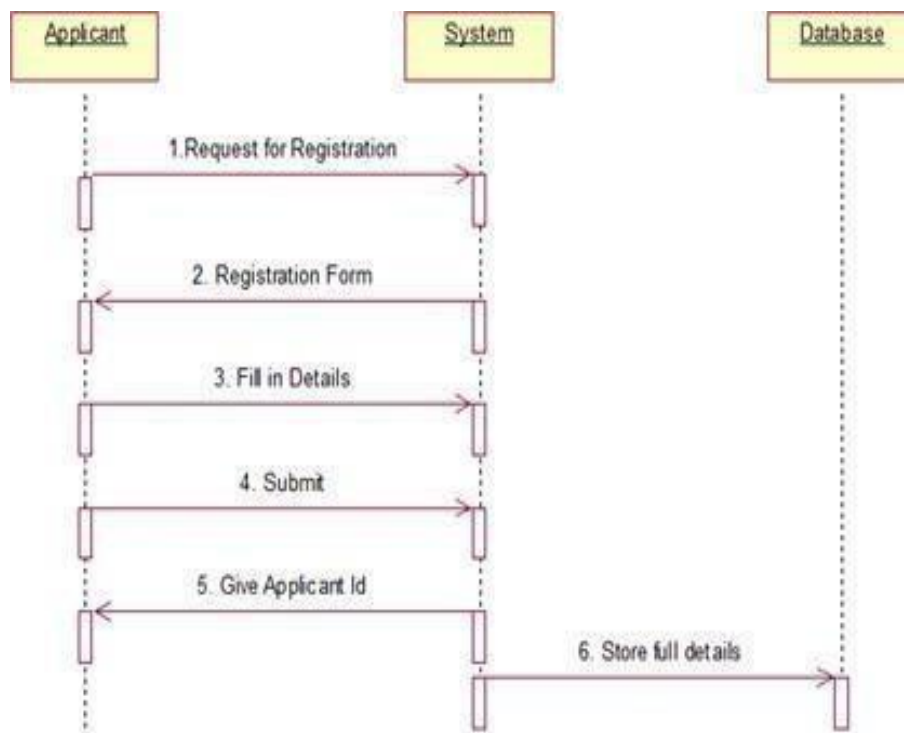 Applicant
System
Database
1.Request for Registration
2. Registration Form
3. Fill in Details
4. Submit
5. Give Applicant Id
6. Store full details